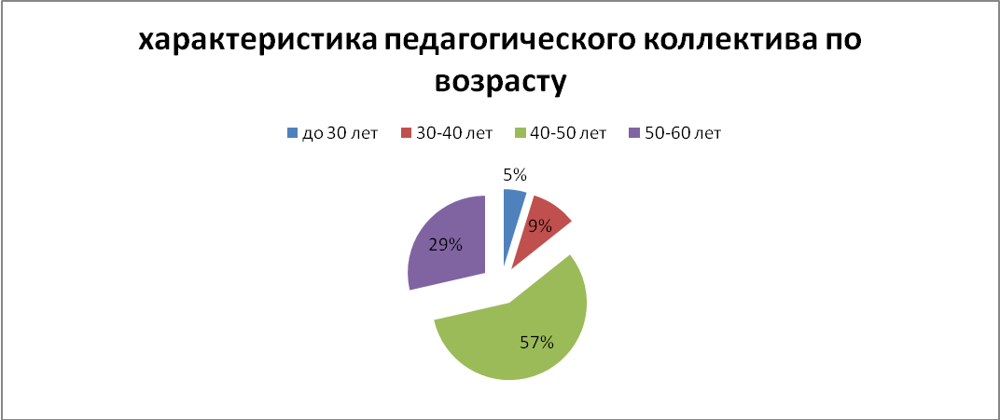 характеристика педагогического коллектива по
возрасту
до 30 лет 30-40 лет 40-50 лет 50-60 лет
5%
9%
29%
57%